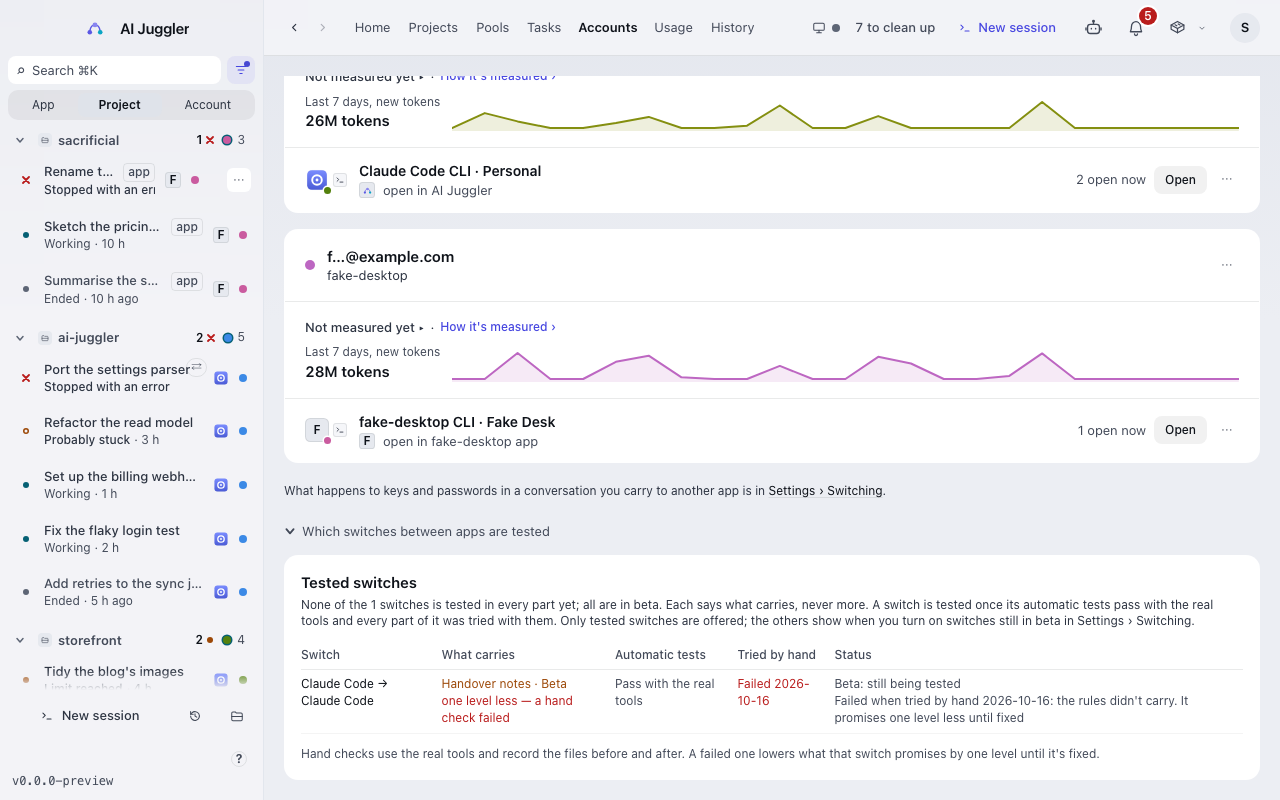 AI Juggler
Search ⌘K
App Project Account
sacrificial 1 3
Rename t... app F
Stopped with an
Sketch the pricin... app F
Working · 10 h
Summarise the s... app F
Ended · 10 h ago
ai-juggler 2 5
Port the settings parser
Stopped with an error
Refactor the read model
Probably stuck · 3 h
Set up the billing webh...
Working · 1 h
Fix the flaky login test
Working · 2 h
Add retries to the sync j...
Ended · 5 h ago
storefront 2 4
Tidy the blog's images
New session
?
v0.0.0-preview
Home Projects Pools Tasks Accounts Usage History 7 to clean up New session 5 S
Not measured yet ▸ · How it's measured ›
Last 7 days, new tokens
26M tokens
Claude Code CLI · Personal
open in AI Juggler
2 open now Open ···
f...@example.com
fake-desktop
···
Not measured yet ▸ · How it's measured ›
Last 7 days, new tokens
28M tokens
F fake-desktop CLI · Fake Desk
F open in fake-desktop app
1 open now Open ···
What happens to keys and passwords in a conversation you carry to another app is in Settings › Switching.
Which switches between apps are tested
Tested switches
None of the 1 switches is tested in every part yet; all are in beta. Each says what carries, never more. A switch is tested once its automatic tests pass with the real
tools and every part of it was tried with them. Only tested switches are offered; the others show when you turn on switches still in beta in Settings › Switching.
Switch What carries Automatic tests Tried by hand Status
Claude Code → Handover notes · Beta Pass with the real Failed 2026- Beta: still being tested
Claude Code one level less — a hand tools 10-16 Failed when tried by hand 2026-10-16: the rules didn't carry. It
check failed promises one level less until fixed
Hand checks use the real tools and record the files before and after. A failed one lowers what that switch promises by one level until it's fixed.